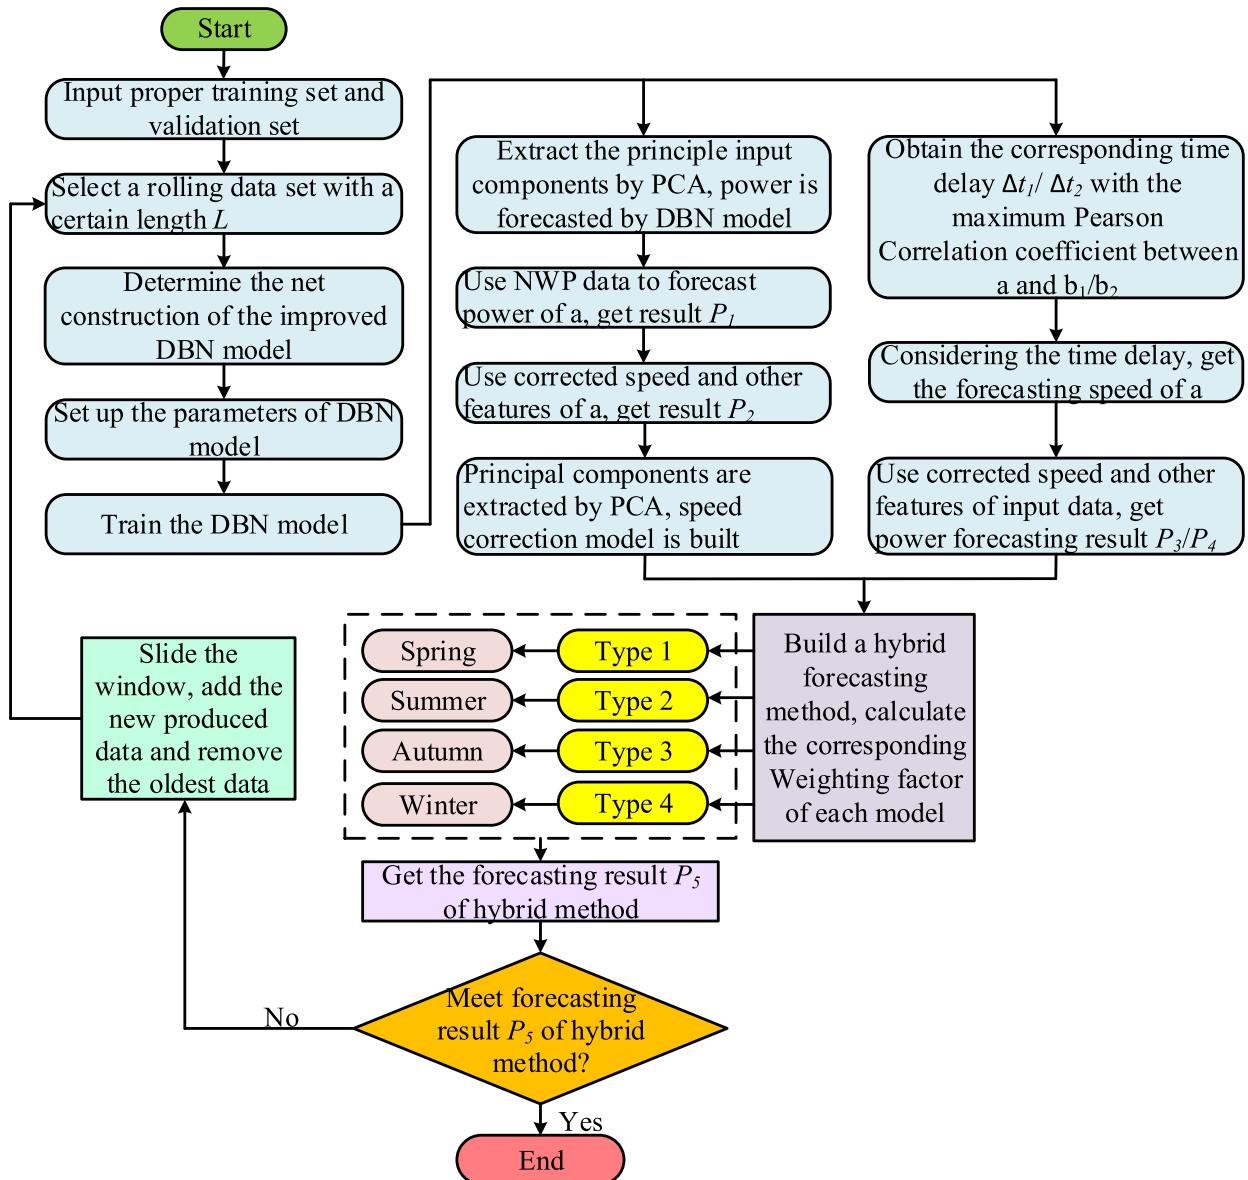 Start
Input proper training set and
validation set
Select a rolling data set with a
certain length L
Determine the net
construction of the improved
DBN model
Set up the parameters of DBN
model
Train the DBN model
Extract the principle input
components by PCA, power is
forecasted by DBN model
Use NWP data to forecast
power of a, get result P₁
Use corrected speed and other
features of a, get result P₂
Principal components are
extracted by PCA, speed
correction model is built
Obtain the corresponding time
delay Δt₁/ Δt₂ with the
maximum Pearson
Correlation coefficient between
a and b₁/b₂
Considering the time delay, get
the forecasting speed of a
Use corrected speed and other
features of input data, get
power forecasting result P₃/P₄
Build a hybrid
forecasting
method, calculate
the corresponding
Weighting factor
of each model
Type 1
Type 2
Type 3
Type 4
Spring
Summer
Autumn
Winter
Get the forecasting result P₅
of hybrid method
Meet forecasting
result P₅ of hybrid
method?
No
Yes
Slide the
window, add the
new produced
data and remove
the oldest data
End